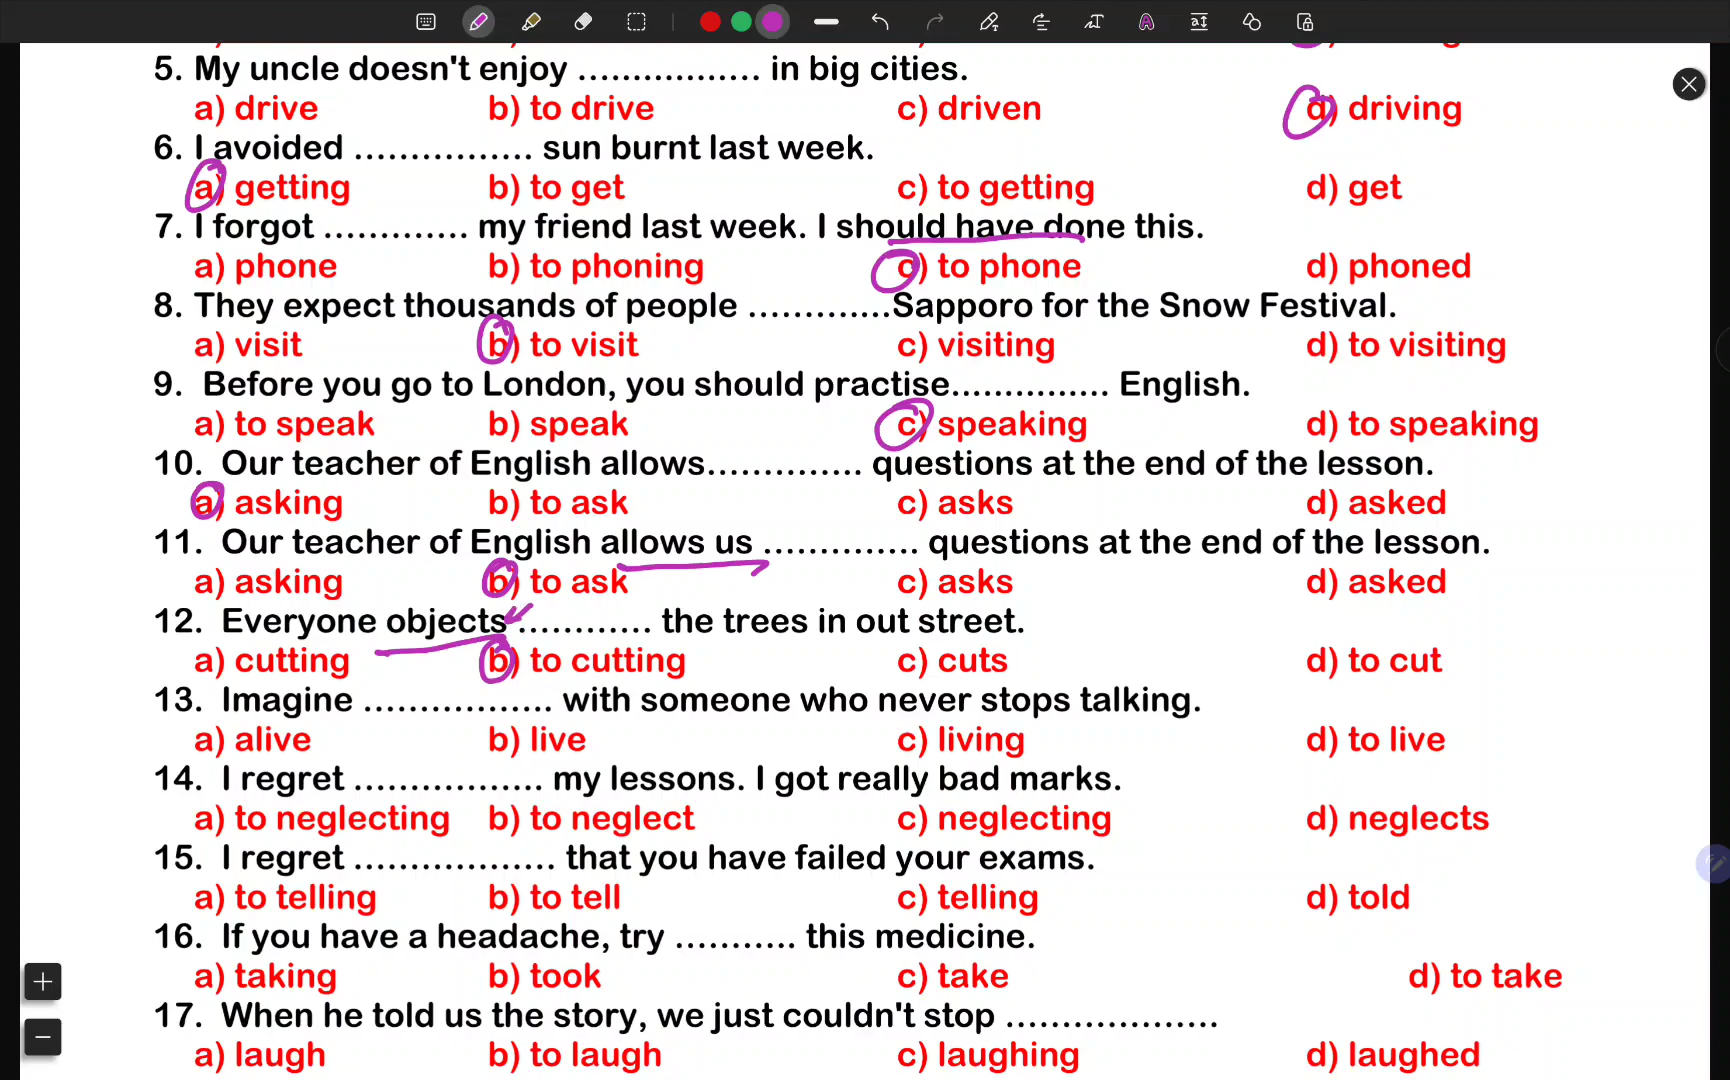 5. My uncle doesn't enjoy ................. in big cities.
a) drive b) to drive c) driven d) driving
6. I avoided ................. sun burnt last week.
a) getting b) to get c) to getting d) get
7. I forgot ............. my friend last week. I should have done this.
a) phone b) to phoning c) to phone d) phoned
8. They expect thousands of people .............Sapporo for the Snow Festival.
a) visit b) to visit c) visiting d) to visiting
9. Before you go to London, you should practise............... English.
a) to speak b) speak c) speaking d) to speaking
10. Our teacher of English allows.............. questions at the end of the lesson.
a) asking b) to ask c) asks d) asked
11. Our teacher of English allows us .............. questions at the end of the lesson.
a) asking b) to ask c) asks d) asked
12. Everyone objects ............. the trees in out street.
a) cutting b) to cutting c) cuts d) to cut
13. Imagine ................. with someone who never stops talking.
a) alive b) live c) living d) to live
14. I regret .................. my lessons. I got really bad marks.
a) to neglecting b) to neglect c) neglecting d) neglects
15. I regret ................... that you have failed your exams.
a) to telling b) to tell c) telling d) told
16. If you have a headache, try ........... this medicine.
a) taking b) took c) take d) to take
17. When he told us the story, we just couldn't stop ....................
a) laugh b) to laugh c) laughing d) laughed